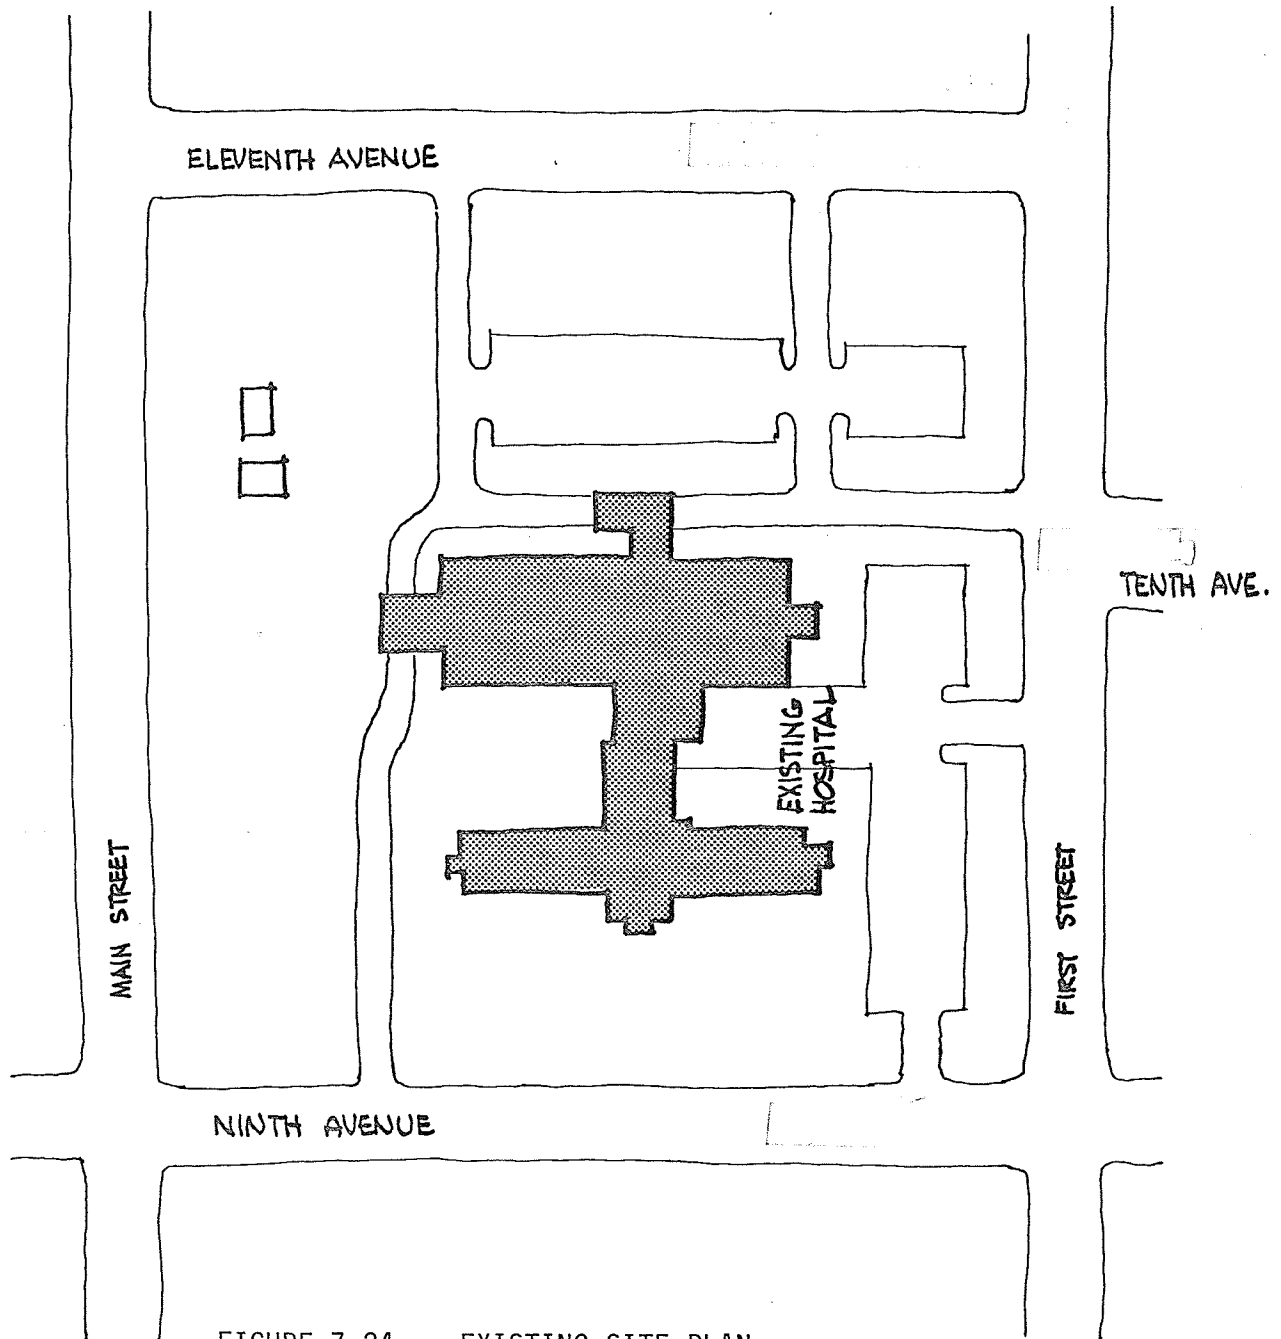 ELEVENTH AVENUE
TENTH AVE.
EXISTING
HOSPITAL
MAIN STREET
FIRST STREET
NINTH AVENUE
EXISTING SITE PLAN